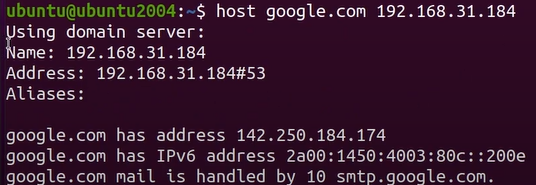 ubuntu@ubuntu2004:~$ host google.com 192.168.31.184
Using domain server:
Name: 192.168.31.184
Address: 192.168.31.184#53
Aliases:

google.com has address 142.250.184.174
google.com has IPv6 address 2a00:1450:4003:80c::200e
google.com mail is handled by 10 smtp.google.com.